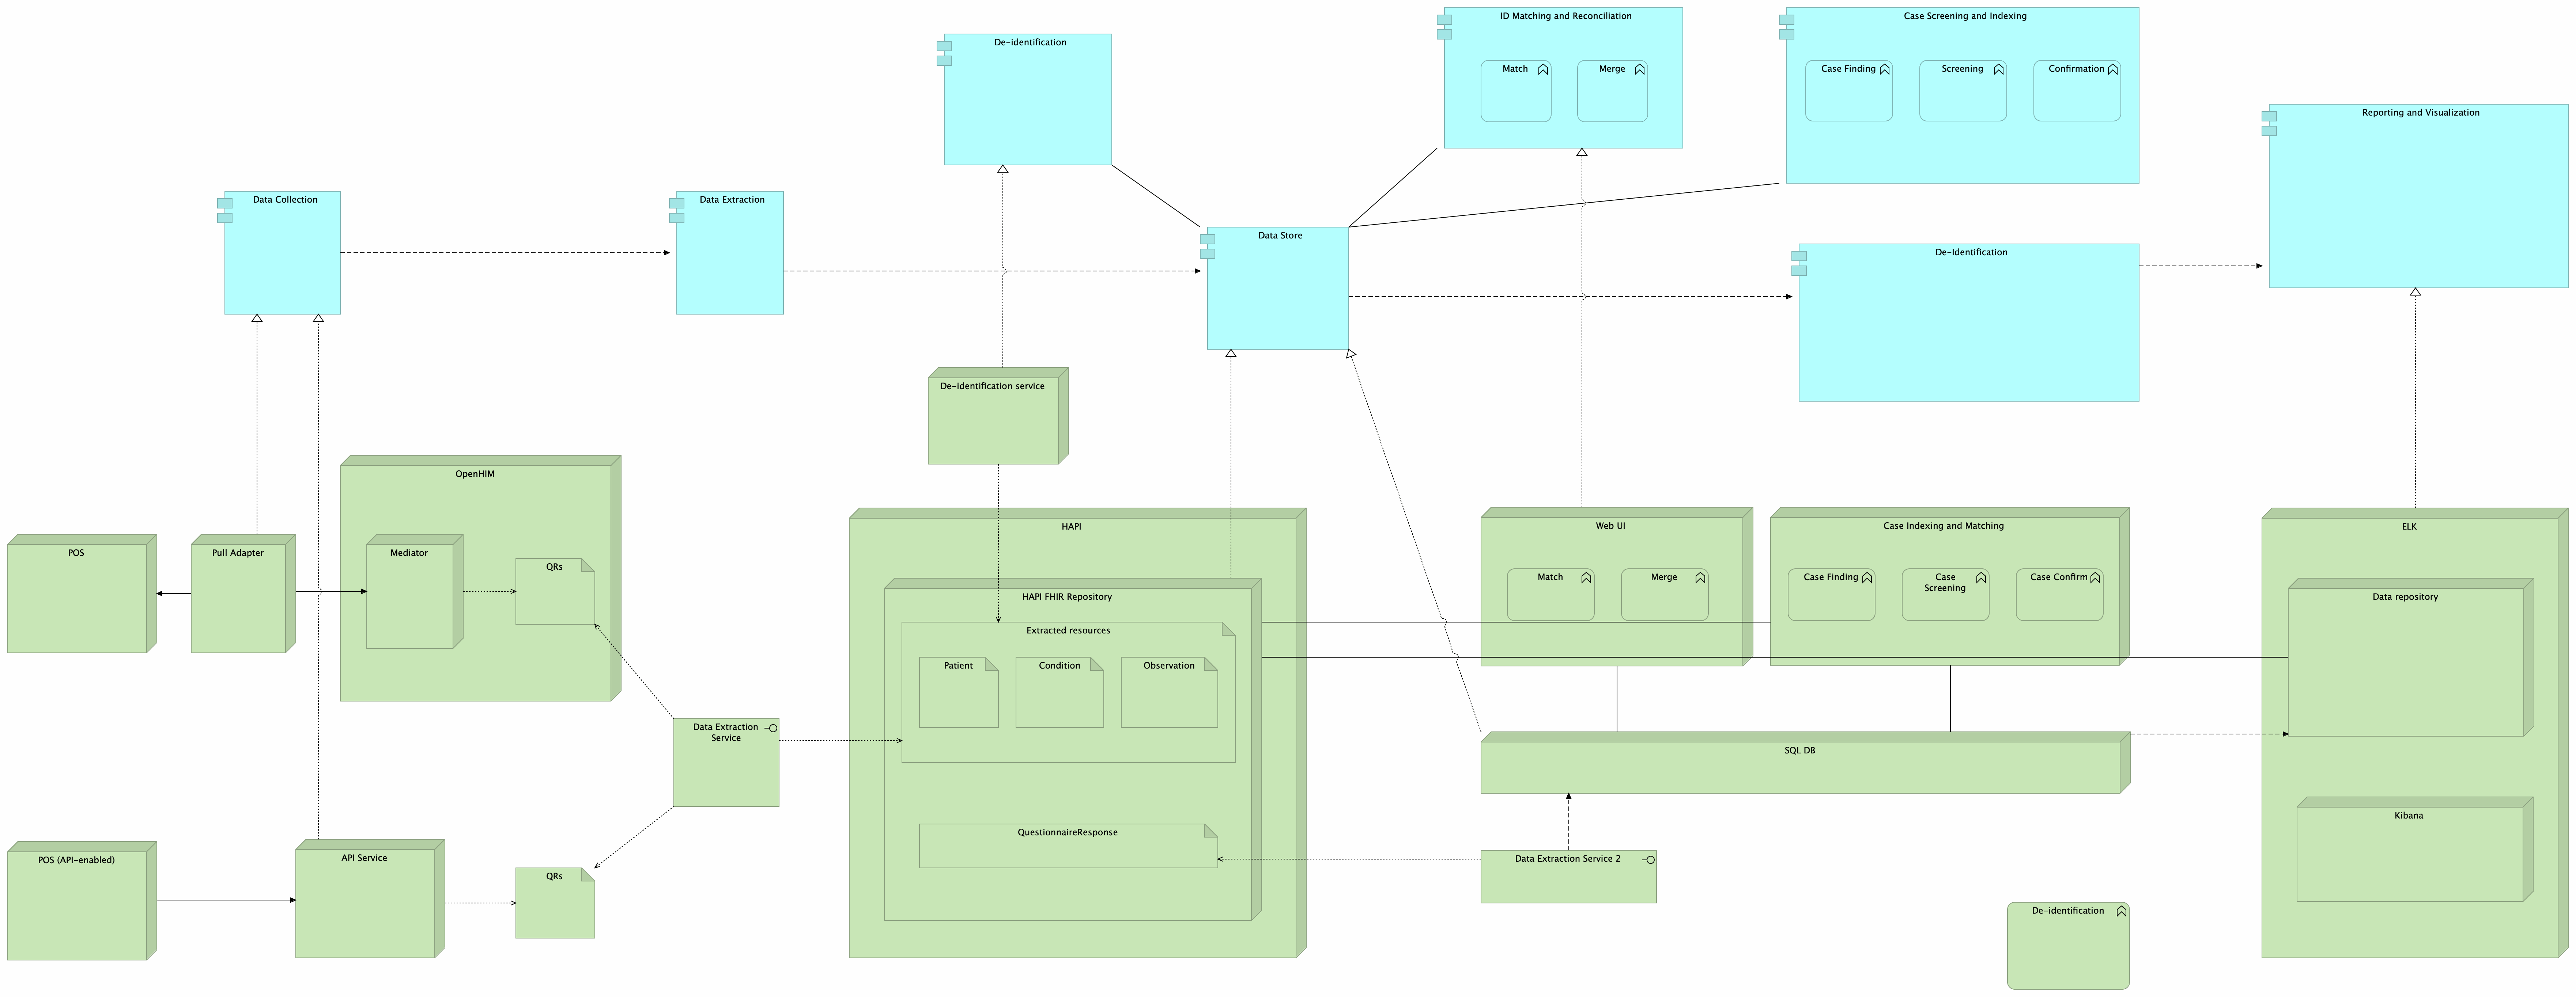 ID Matching and Reconciliation
Case Screening and Indexing
De-identification
Match
Merge
Case Finding
Screening
Confirmation
Reporting and Visualization
Data Collection
Data Extraction
Data Store
De-Identification
De-identification service
OpenHIM
HAPI
Web UI
Case Indexing and Matching
ELK
POS
Pull Adapter
Mediator
QRs
Match
Merge
Case Finding
Case
Screening
Case Confirm
HAPI FHIR Repository
Data repository
Extracted resources
Patient
Condition
Observation
Data Extraction
Service
SQL DB
Kibana
QuestionnaireResponse
POS (API-enabled)
API Service
Data Extraction Service 2
QRs
De-identification